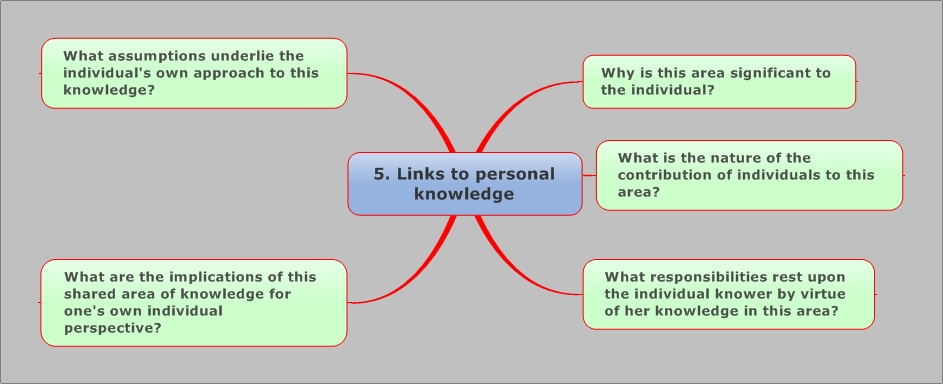 5. Links to personal
knowledge
What assumptions underlie the
individual's own approach to this
knowledge?
Why is this area significant to
the individual?
What is the nature of the
contribution of individuals to this
area?
What are the implications of this
shared area of knowledge for
one's own individual
perspective?
What responsibilities rest upon
the individual knower by virtue
of her knowledge in this area?